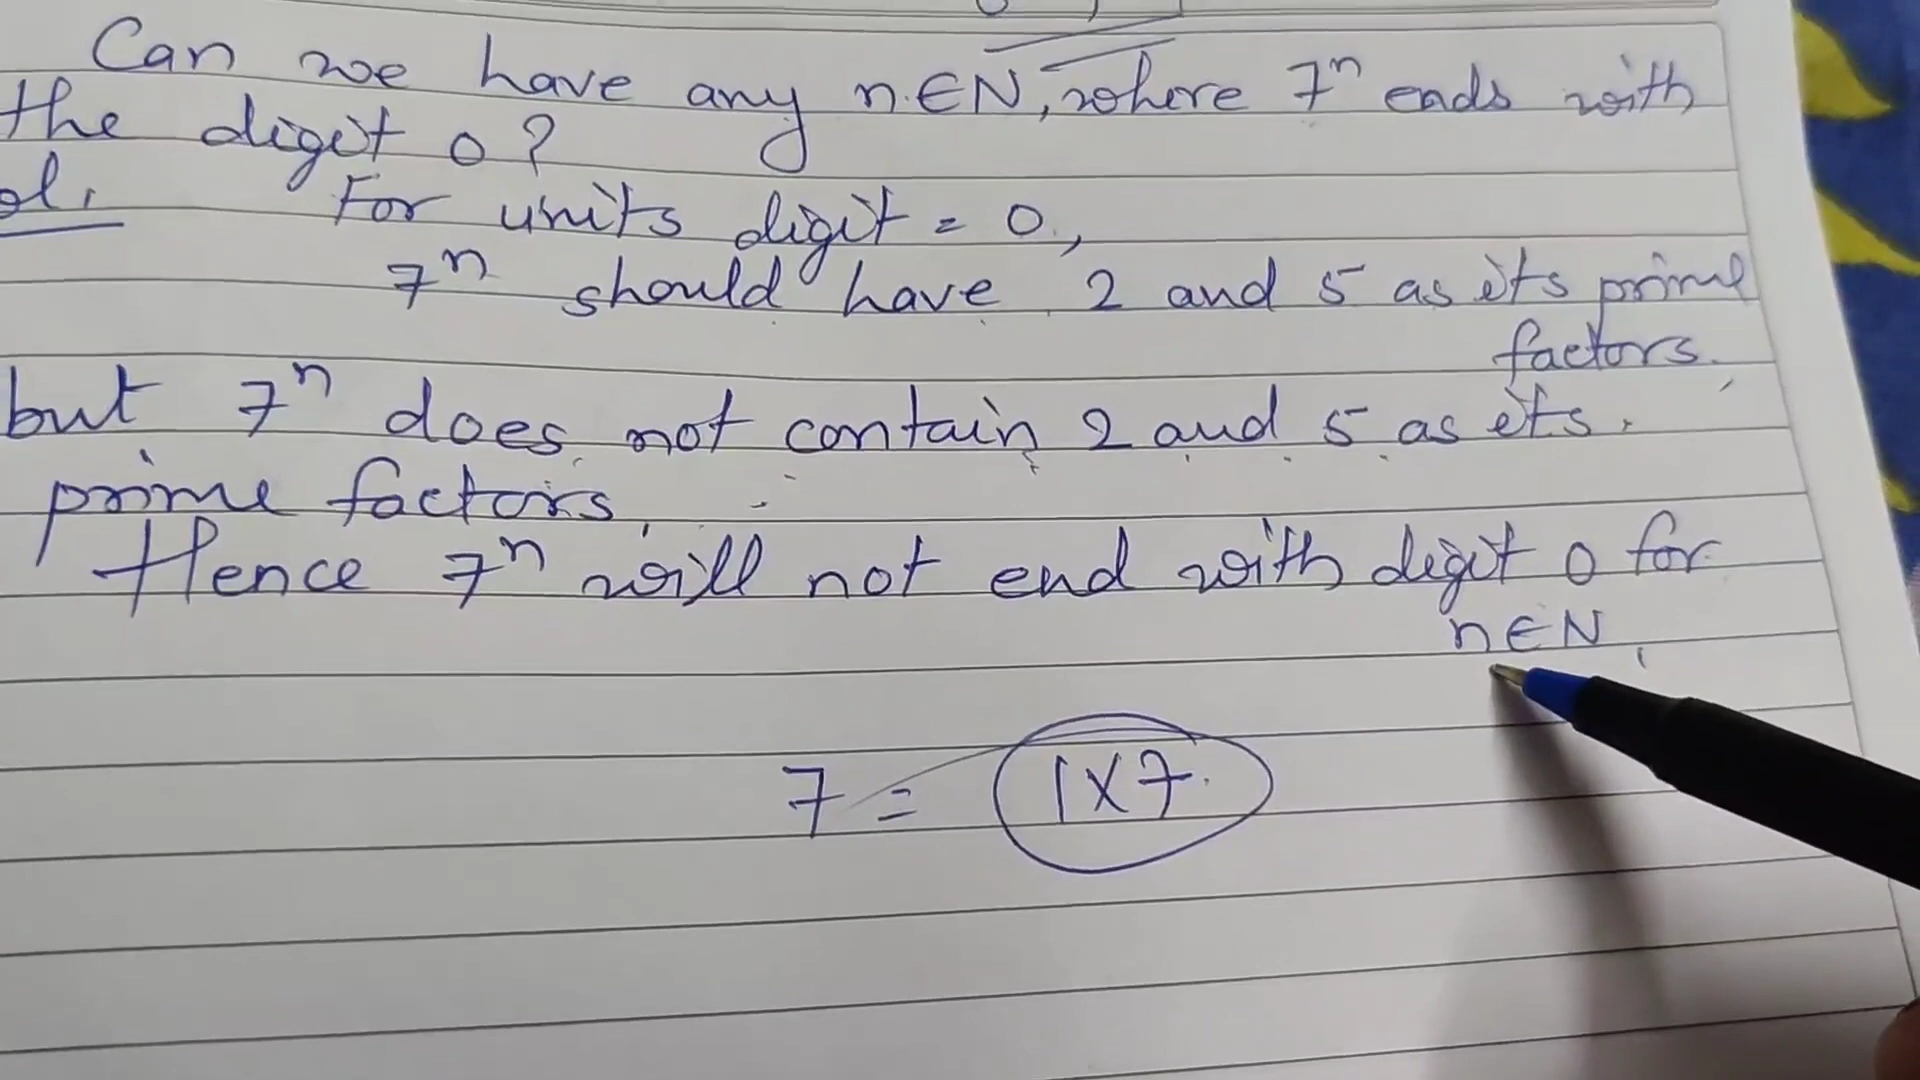 Can we have any n∈N, where 7ⁿ ends with
the digit 0?
ol.
For units digit = 0,
7ⁿ should have 2 and 5 as its prime
factors.
but 7ⁿ does not contain 2 and 5 as its
prime factors.
Hence 7ⁿ will not end with digit 0 for
n∈N
7 = 1×7